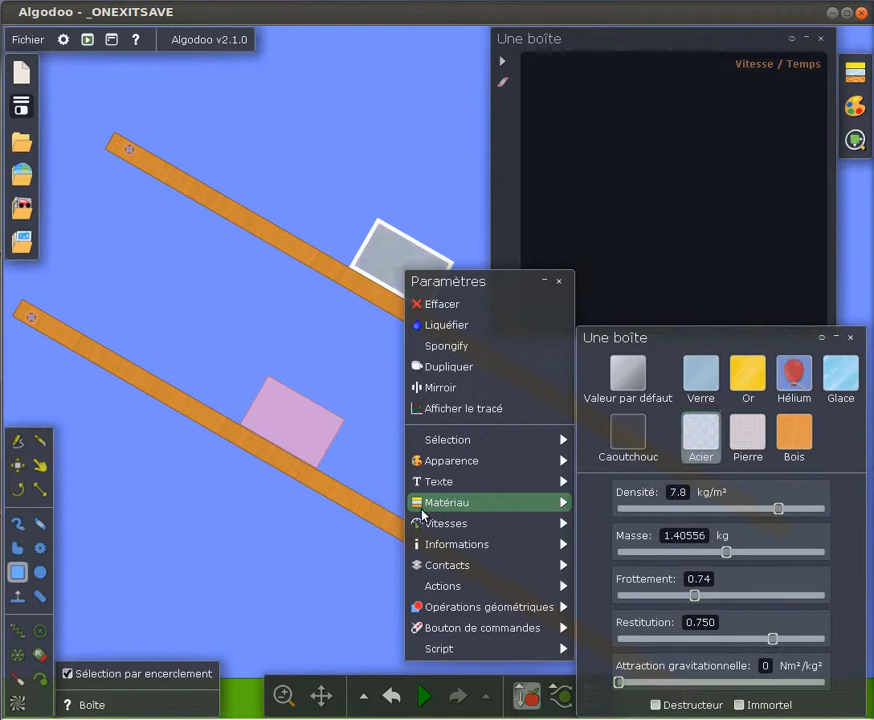 Algodoo - _ONEXITSAVE
Fichier
?
Algodoo v2.1.0
Une boîte
Vitesse / Temps
Paramètres
Effacer
Liquéfier
Spongify
Dupliquer
Mirroir
Afficher le tracé
Sélection
Apparence
Texte
Matériau
Vitesses
Informations
Contacts
Actions
Opérations géométriques
Bouton de commandes
Script
Une boîte
Valeur par défaut
Verre
Or
Hélium
Glace
Caoutchouc
Acier
Pierre
Bois
Densité: 7.8 kg/m²
Masse: 1.40556 kg
Frottement: 0.74
Restitution: 0.750
Attraction gravitationnelle: 0 Nm²/kg²
Destructeur
Immortel
Sélection par encerclement
? Boîte